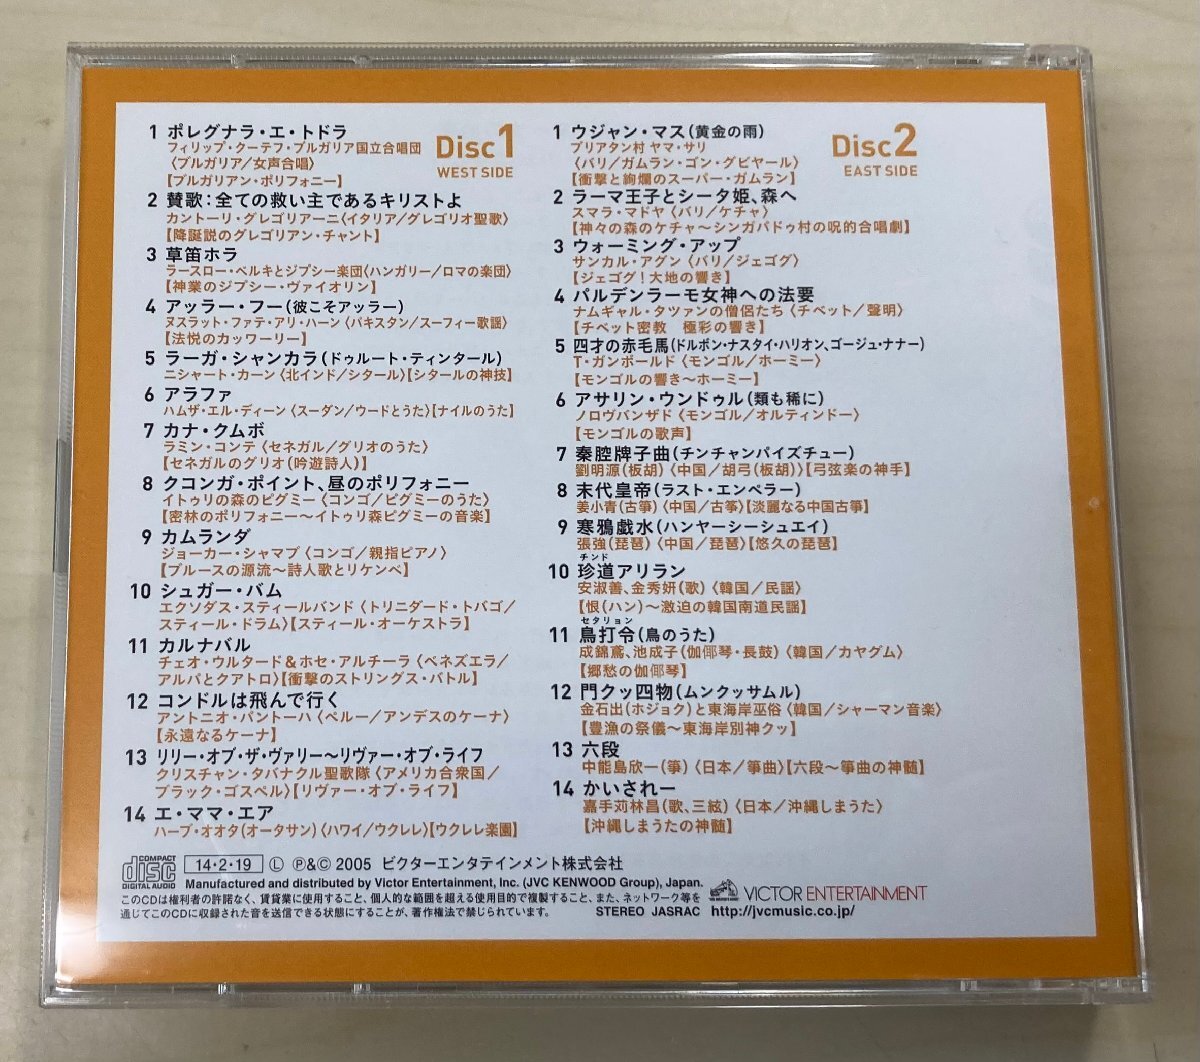 Disc1
WEST SIDE
1 ポレグナラ・エ・トドラ
フィリップ・クーテフ・ブルガリア国立合唱団
〈ブルガリア/女声合唱〉
【ブルガリアン・ポリフォニー】
2 賛歌：全ての救い主であるキリストよ
カントーリ・グレゴリアーニ〈イタリア/グレゴリオ聖歌〉
【降誕説のグレゴリアン・チャント】
3 草笛ホラ
ラースロー・ベルキとジプシー楽団〈ハンガリー/ロマの楽団〉
【神業のジプシー・ヴァイオリン】
4 アッラー・フー（彼こそアッラー）
ヌスラット・ファテ・アリ・ハーン〈パキスタン/スーフィー歌謡〉
【法悦のカッワーリー】
5 ラーガ・シャンカラ（ドゥルート・ティンタール）
ニシャート・カーン〈北インド/シタール〉【シタールの神技】
6 アラファ
ハムザ・エル・ディーン〈スーダン/ウードとうた〉【ナイルのうた】
7 カナ・クムボ
ラミン・コンテ〈セネガル/グリオのうた〉
【セネガルのグリオ（吟遊詩人）】
8 クコンガ・ポイント、昼のポリフォニー
イトゥリの森のピグミー〈コンゴ/ピグミーのうた〉
【密林のポリフォニー〜イトゥリ森ピグミーの音楽】
9 カムランダ
ジョーカー・シャマブ〈コンゴ/親指ピアノ〉
【ブルースの源流〜詩人歌とリケンベ】
10 シュガー・バム
エクソダス・スティールバンド〈トリニダード・トバゴ/
スティール・ドラム〉【スティール・オーケストラ】
11 カルナバル
チェオ・ウルタード＆ホセ・アルチーラ〈ベネズエラ/
アルパとクアトロ〉【衝撃のストリングス・バトル】
12 コンドルは飛んで行く
アントニオ・パントーハ〈ペルー/アンデスのケーナ〉
【永遠なるケーナ】
13 リリー・オブ・ザ・ヴァリー〜リヴァー・オブ・ライフ
クリスチャン・タバナクル聖歌隊〈アメリカ合衆国/
ブラック・ゴスペル〉【リヴァー・オブ・ライフ】
14 エ・ママ・エア
ハーブ・オオタ（オータサン）〈ハワイ/ウクレレ〉【ウクレレ楽園】
Disc2
EAST SIDE
1 ウジャン・マス（黄金の雨）
プリアタン村 ヤマ・サリ
〈バリ/ガムラン・ゴン・グビヤール〉
【衝撃と絢爛のスーパー・ガムラン】
2 ラーマ王子とシータ姫、森へ
スマラ・マドヤ〈バリ/ケチャ〉
【神々の森のケチャ〜シンガパドゥ村の呪的合唱劇】
3 ウォーミング・アップ
サンカル・アグン〈バリ/ジェゴグ〉
【ジェゴグ！大地の響き】
4 パルデンラーモ女神への法要
ナムギャル・タツァンの僧侶たち〈チベット/聲明〉
【チベット密教 極彩の響き】
5 四才の赤毛馬（ドルボン・ナスタイ・ハリオン、ゴージュ・ナナー）
T・ガンボールド〈モンゴル/ホーミー〉
【モンゴルの響き〜ホーミー】
6 アサリン・ウンドゥル（類も稀に）
ノロヴバンザド〈モンゴル/オルティンドー〉
【モンゴルの歌声】
7 秦腔牌子曲（チンチャンパイズチュー）
劉明源（板胡）〈中国/胡弓（板胡）〉【弓弦楽の神手】
8 末代皇帝（ラスト・エンペラー）
姜小青（古箏）〈中国/古箏〉【淡麗なる中国古箏】
9 寒鴉戯水（ハンヤーシーシュエイ）
張強（琵琶）〈中国/琵琶〉【悠久の琵琶】
チンド
10 珍道アリラン
安淑善、金秀妍（歌）〈韓国/民謡〉
【恨（ハン）〜激迫の韓国南道民謡】
セタリョン
11 鳥打令（鳥のうた）
成錦鳶、池成子（伽倻琴・長鼓）〈韓国/カヤグム〉
【郷愁の伽倻琴】
12 門クッ四物（ムンクッサムル）
金石出（ホジョク）と東海岸巫俗〈韓国/シャーマン音楽〉
【豊漁の祭儀〜東海岸別神クッ】
13 六段
中能島欣一（箏）〈日本/箏曲〉【六段〜箏曲の神髄】
14 かいされー
嘉手苅林昌（歌、三絃）〈日本/沖縄しまうた〉
【沖縄しまうたの神髄】
COMPACT disc DIGITAL AUDIO
14・2・19 Ⓛ Ⓟ&© 2005 ビクターエンタテインメント株式会社
Manufactured and distributed by Victor Entertainment, Inc. (JVC KENWOOD Group), Japan.
このCDは権利者の許諾なく、賃貸業に使用すること、個人的な範囲を超える使用目的で複製すること、また、ネットワーク等を
通じてこのCDに収録された音を送信できる状態にすることが、著作権法で禁じられています。
STEREO JASRAC
VICTOR ENTERTAINMENT
http://jvcmusic.co.jp/